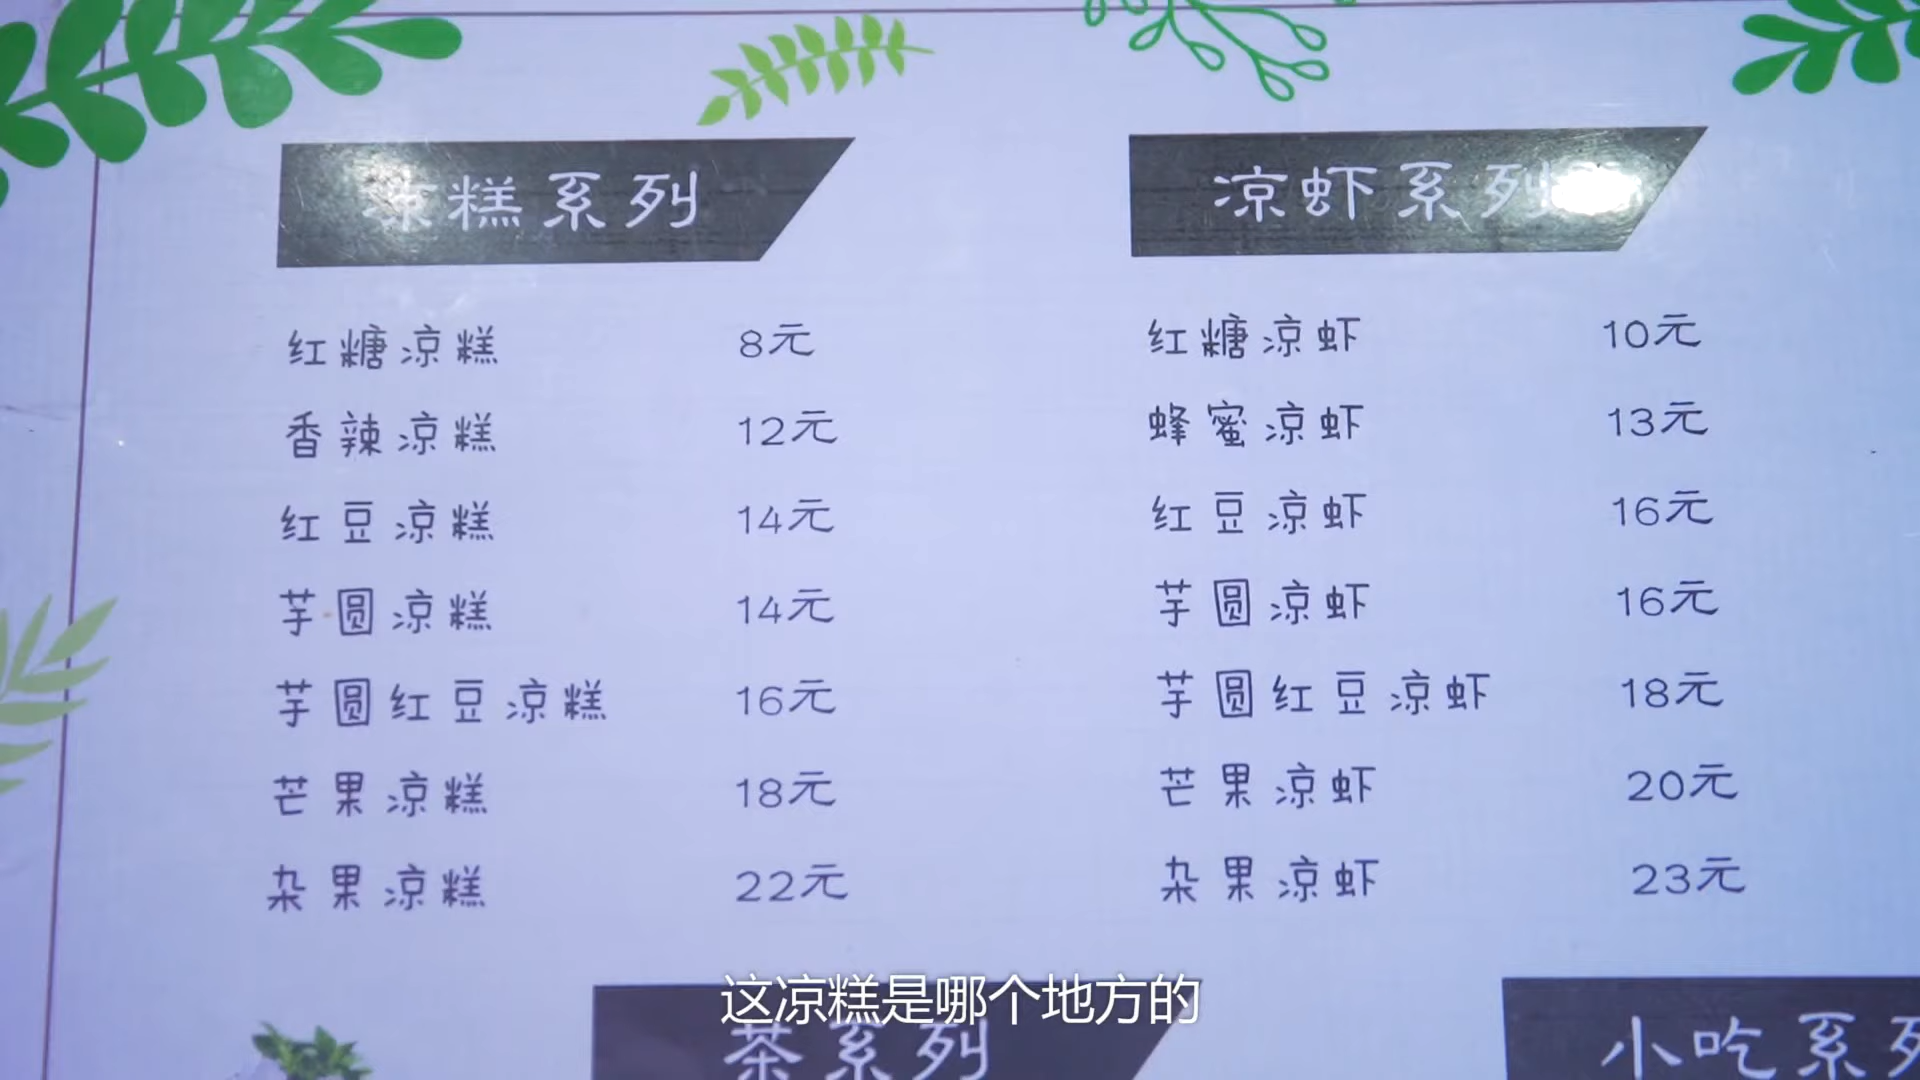 凉糕系列
红糖凉糕 8元
香辣凉糕 12元
红豆凉糕 14元
芋圆凉糕 14元
芋圆红豆凉糕 16元
芒果凉糕 18元
杂果凉糕 22元
凉虾系列
红糖凉虾 10元
蜂蜜凉虾 13元
红豆凉虾 16元
芋圆凉虾 16元
芋圆红豆凉虾 18元
芒果凉虾 20元
杂果凉虾 23元
茶系列
小吃系列
这凉糕是哪个地方的